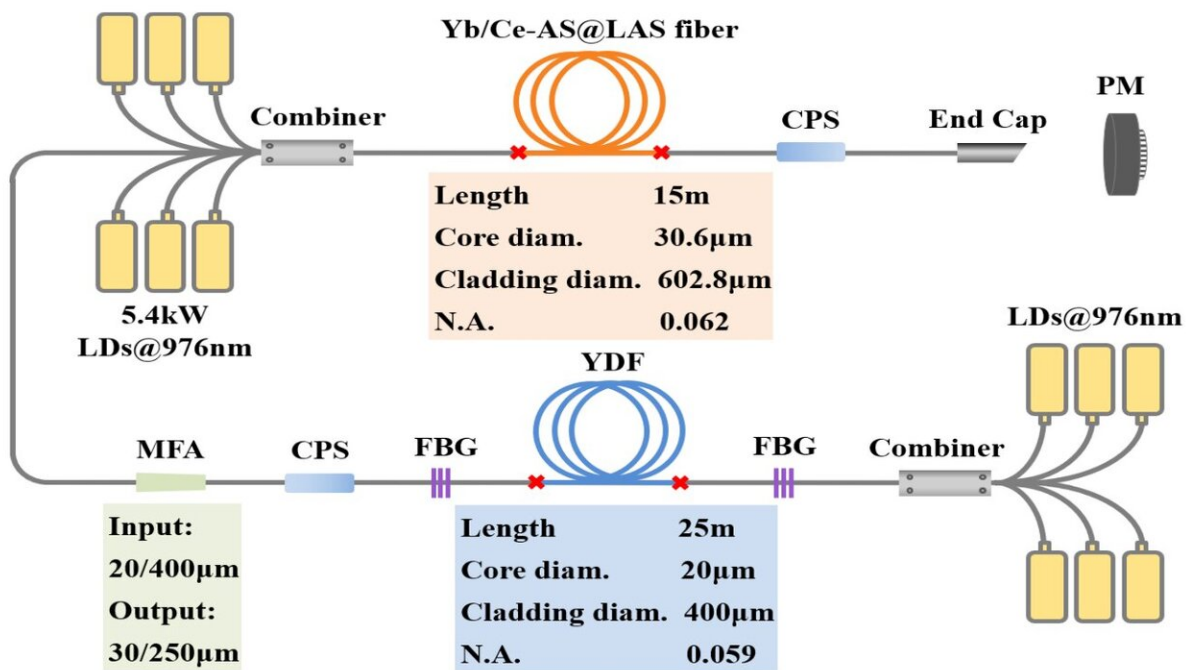 Yb/Ce-AS@LAS fiber
PM
Combiner
CPS
End Cap
Length 15m
Core diam. 30.6μm
Cladding diam. 602.8μm
N.A. 0.062
5.4kW
LDs@976nm
LDs@976nm
YDF
MFA
CPS
FBG
FBG
Combiner
Input:
20/400μm
Output:
30/250μm
Length 25m
Core diam. 20μm
Cladding diam. 400μm
N.A. 0.059